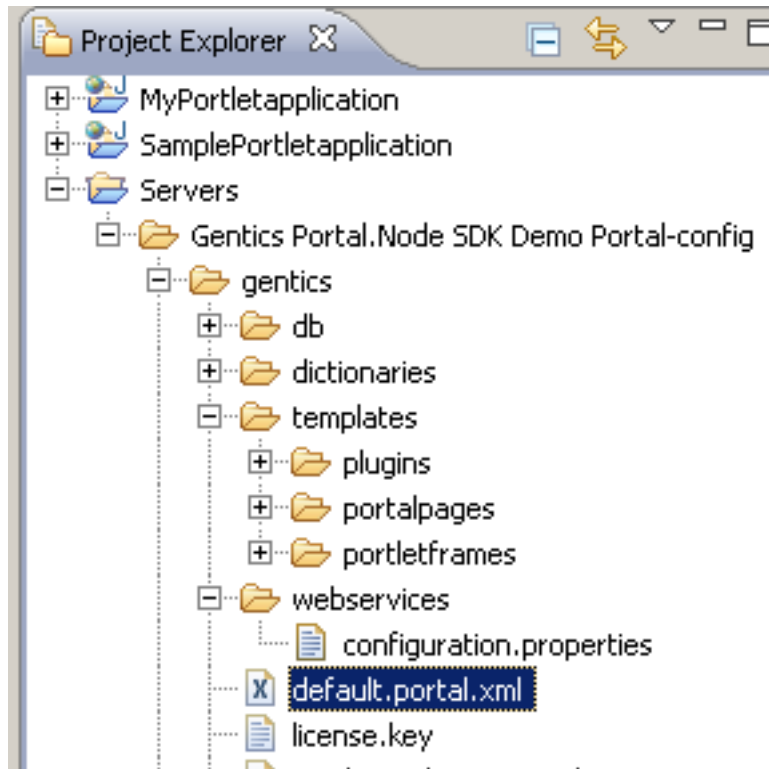 Project Explorer
MyPortletapplication
SamplePortletapplication
Servers
Gentics Portal.Node SDK Demo Portal-config
gentics
db
dictionaries
templates
plugins
portalpages
portletframes
webservices
configuration.properties
default.portal.xml
license.key